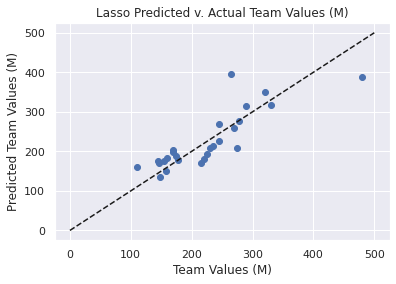 Lasso Predicted v. Actual Team Values (M)
500
400
300
200
100
0
Predicted Team Values (M)
0 100 200 300 400 500
Team Values (M)